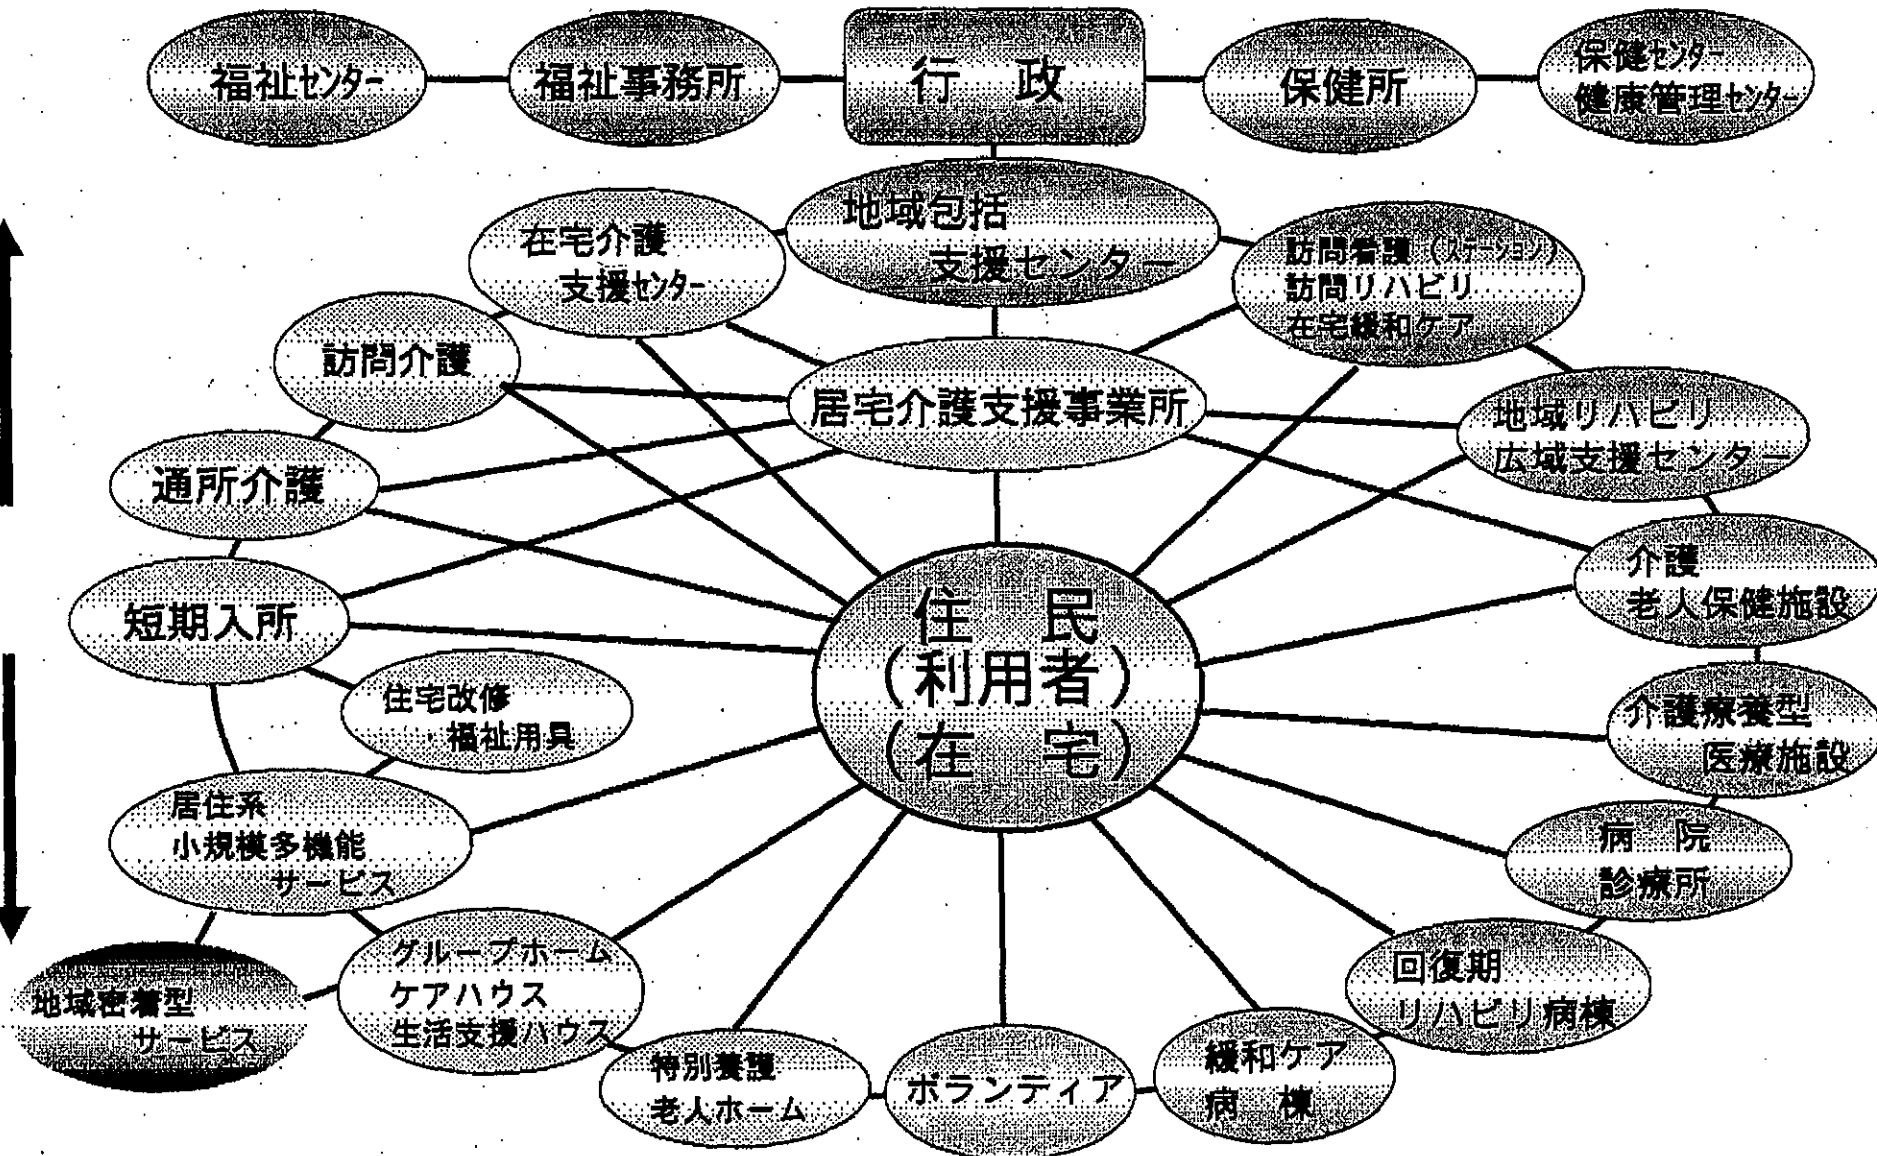 福祉センター
福祉事務所
行　政
保健所
保健センター
健康管理センター
地域包括
支援センター
在宅介護
支援センター
訪問看護（ステーション）
訪問リハビリ
在宅緩和ケア
訪問介護
居宅介護支援事業所
地域リハビリ
広域支援センター
通所介護
介護
老人保健施設
短期入所
住　民
（利用者）
（在　宅）
住宅改修
福祉用具
介護療養型
医療施設
居住系
小規模多機能
サービス
病　院
診療所
グループホーム
ケアハウス
生活支援ハウス
回復期
リハビリ病棟
地域密着型
サービス
特別養護
老人ホーム
ボランティア
緩和ケア
病　棟